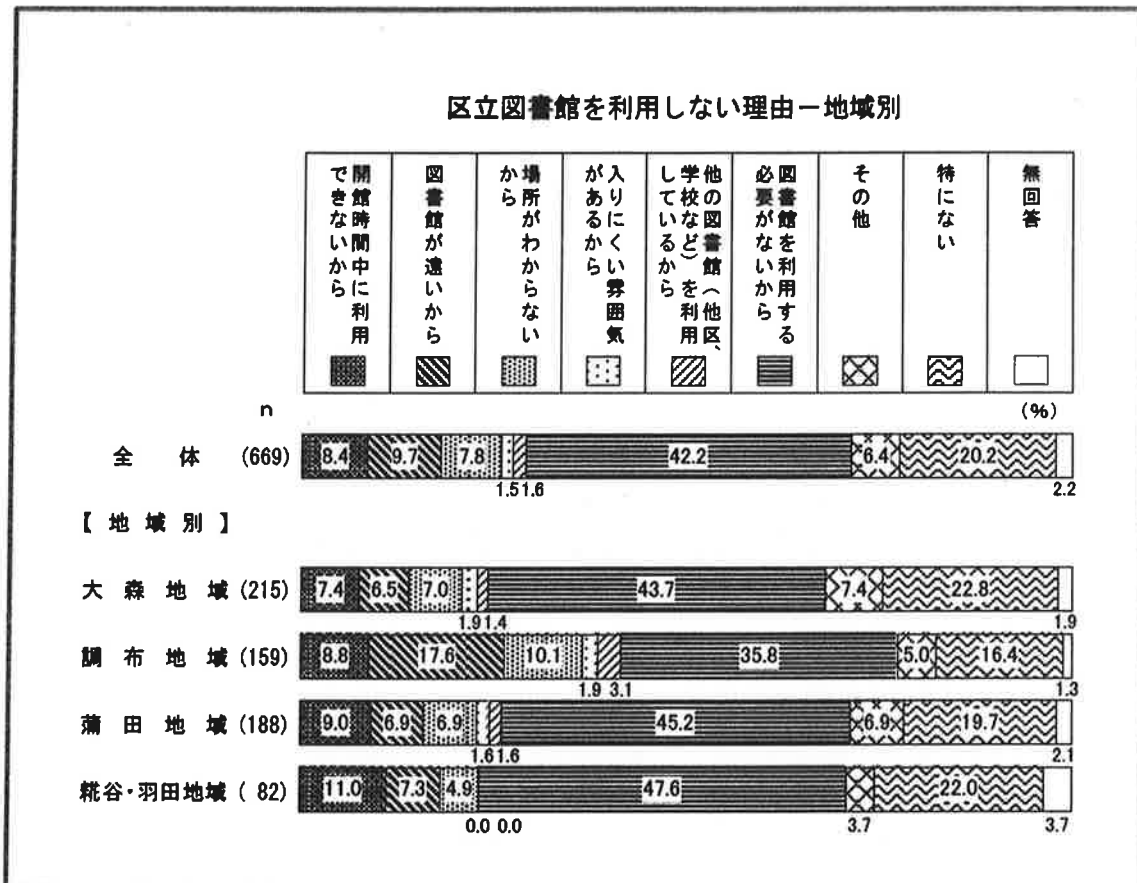 区立図書館を利用しない理由－地域別
開館時間中に利用
できないから
図書館が遠いから
場所がわからない
から
入りにくい雰囲気
があるから
他の図書館（他区、
学校など）を利用
しているから
図書館を利用する
必要がないから
その他
特にない
無回答
n
(%)
全体 (669) 8.4 9.7 7.8 42.2 6.4 20.2
1.5 1.6 2.2
【地域別】
大森地域 (215) 7.4 6.5 7.0 43.7 7.4 22.8
1.9 1.4 1.9
調布地域 (159) 8.8 17.6 10.1 35.8 5.0 16.4
1.9 3.1 1.3
蒲田地域 (188) 9.0 6.9 6.9 45.2 6.9 19.7
1.6 1.6 2.1
糀谷・羽田地域 ( 82) 11.0 7.3 4.9 47.6 22.0
0.0 0.0 3.7 3.7